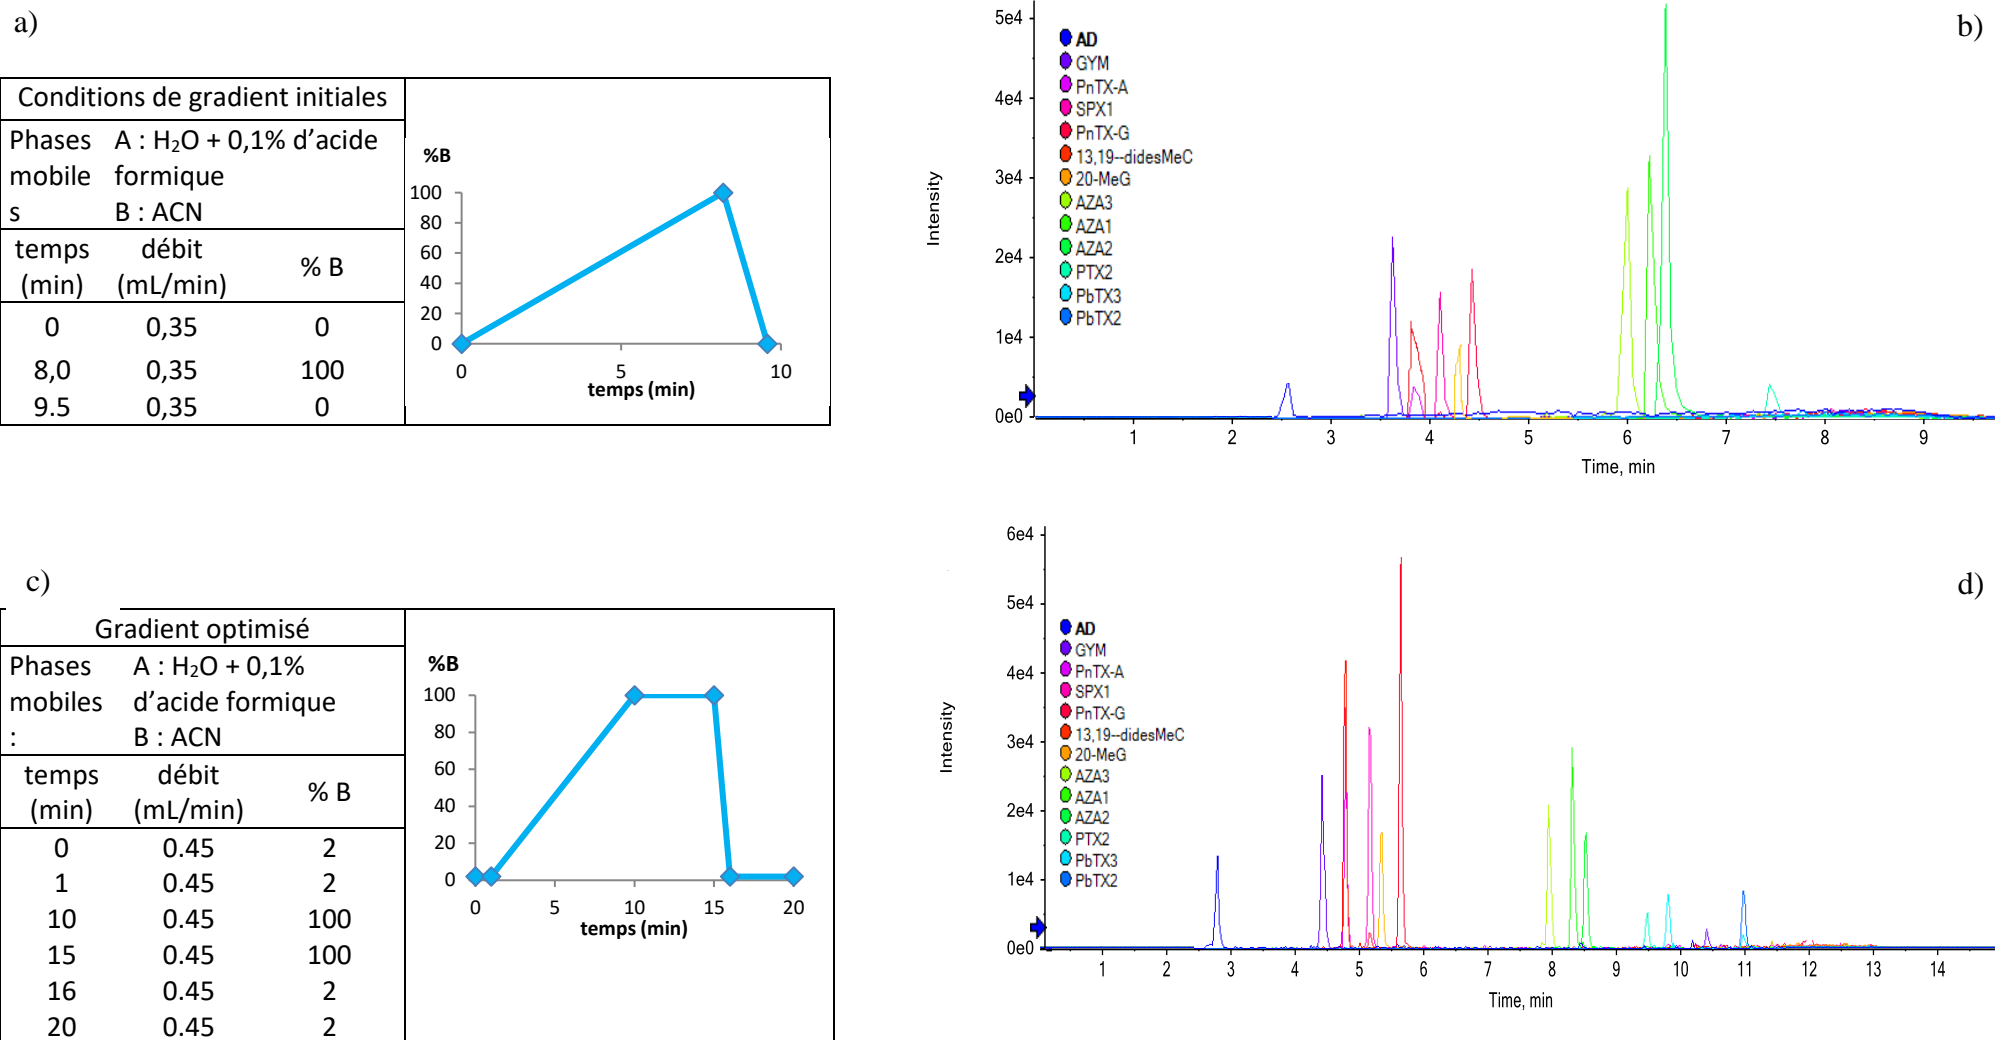 a)
Conditions de gradient initiales
Phases mobile s A : H₂O + 0,1% d’acide formique B : ACN
temps (min) débit (mL/min) % B
0 0,35 0
8,0 0,35 100
9.5 0,35 0
%B
100
80
60
40
20
0
0 5 10
temps (min)
b)
Intensity
5e4
4e4
3e4
2e4
1e4
0e0
AD
GYM
PnTX-A
SPX1
PnTX-G
13,19--didesMeC
20-MeG
AZA3
AZA1
AZA2
PTX2
PbTX3
PbTX2
1 2 3 4 5 6 7 8 9
Time, min
c)
Gradient optimisé
Phases mobiles : A : H₂O + 0,1% d’acide formique B : ACN
temps (min) débit (mL/min) % B
0 0.45 2
1 0.45 2
10 0.45 100
15 0.45 100
16 0.45 2
20 0.45 2
%B
100
80
60
40
20
0
0 5 10 15 20
temps (min)
d)
Intensity
6e4
5e4
4e4
3e4
2e4
1e4
0e0
AD
GYM
PnTX-A
SPX1
PnTX-G
13,19--didesMeC
20-MeG
AZA3
AZA1
AZA2
PTX2
PbTX3
PbTX2
1 2 3 4 5 6 7 8 9 10 11 12 13 14
Time, min